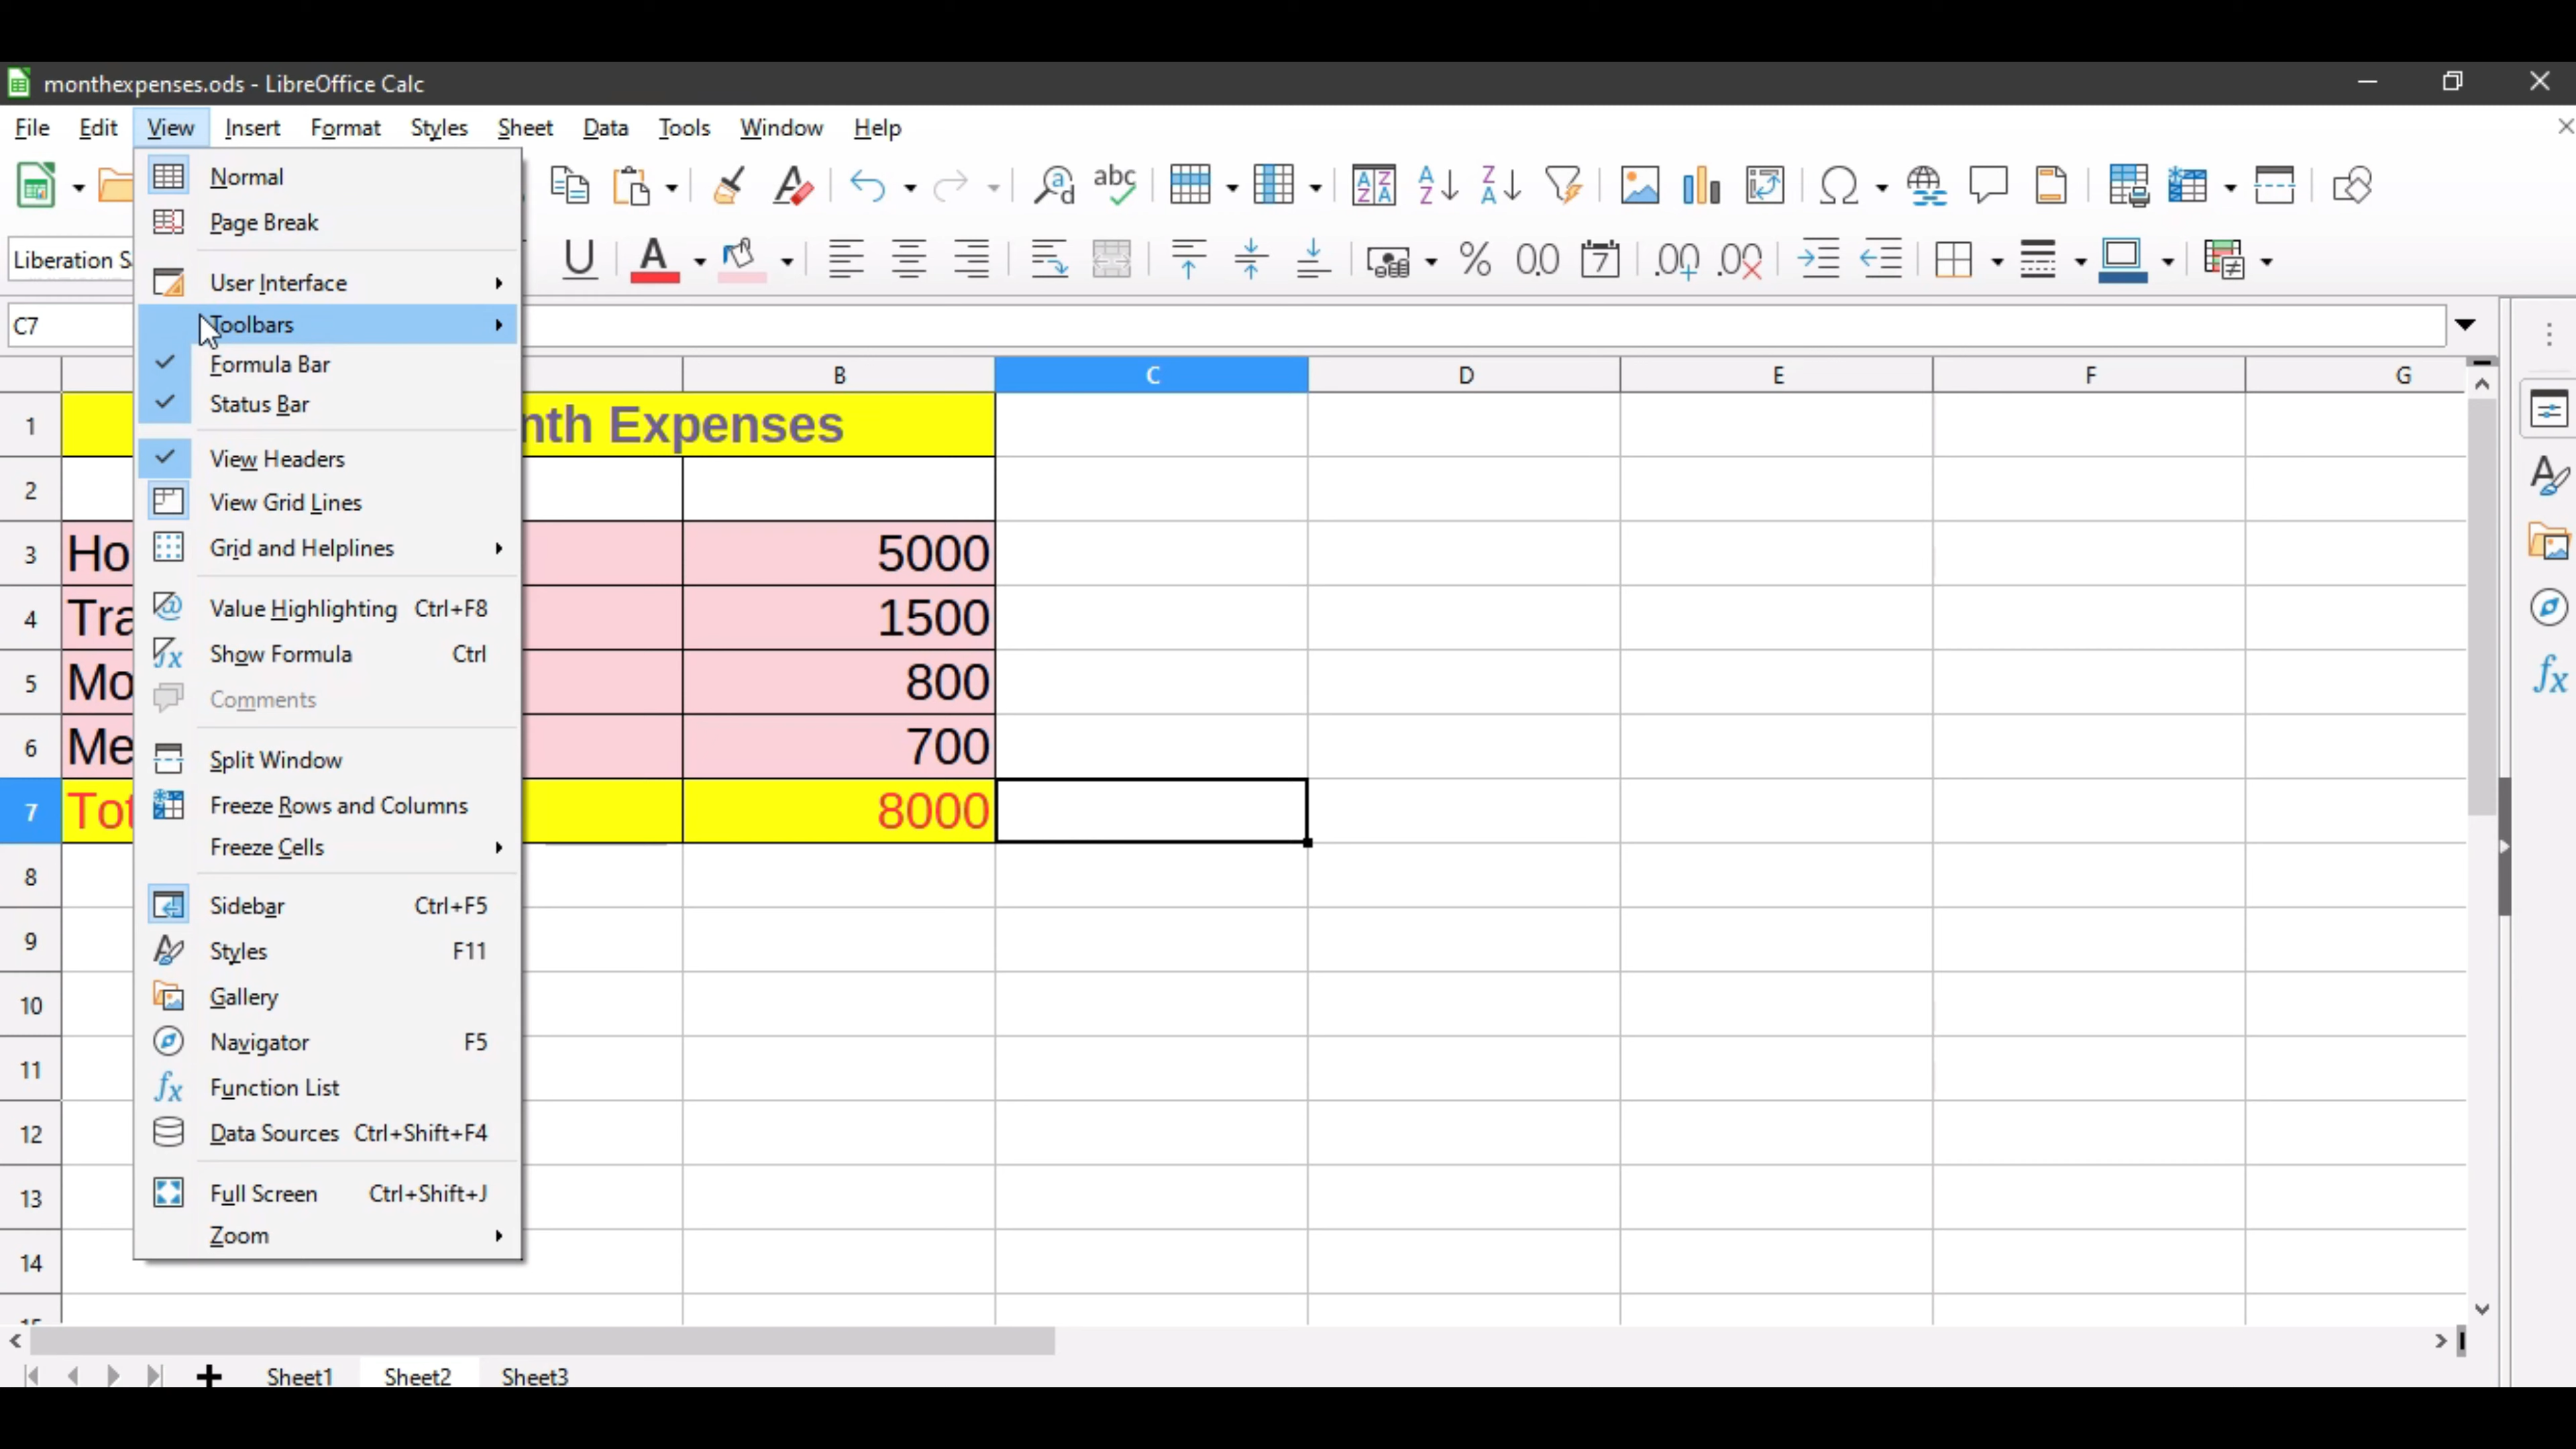 monthexpenses.ods - LibreOffice Calc
File Edit View Insert Format Styles Sheet Data Tools Window Help
Normal
Page Break
Liberation S
User Interface
C7
Toolbars
Formula Bar
Status Bar
View Headers
View Grid Lines
Grid and Helplines
Value Highlighting Ctrl+F8
Show Formula Ctrl
Comments
Split Window
Freeze Rows and Columns
Freeze Cells
Sidebar Ctrl+F5
Styles F11
Gallery
Navigator F5
Function List
Data Sources Ctrl+Shift+F4
Full Screen Ctrl+Shift+J
Zoom
B C D E F G
1 nth Expenses
2
3 Ho 5000
4 Tra 1500
5 Mo 800
6 Me 700
7 Tot 8000
8
9
10
11
12
13
14
Sheet1 Sheet2 Sheet3